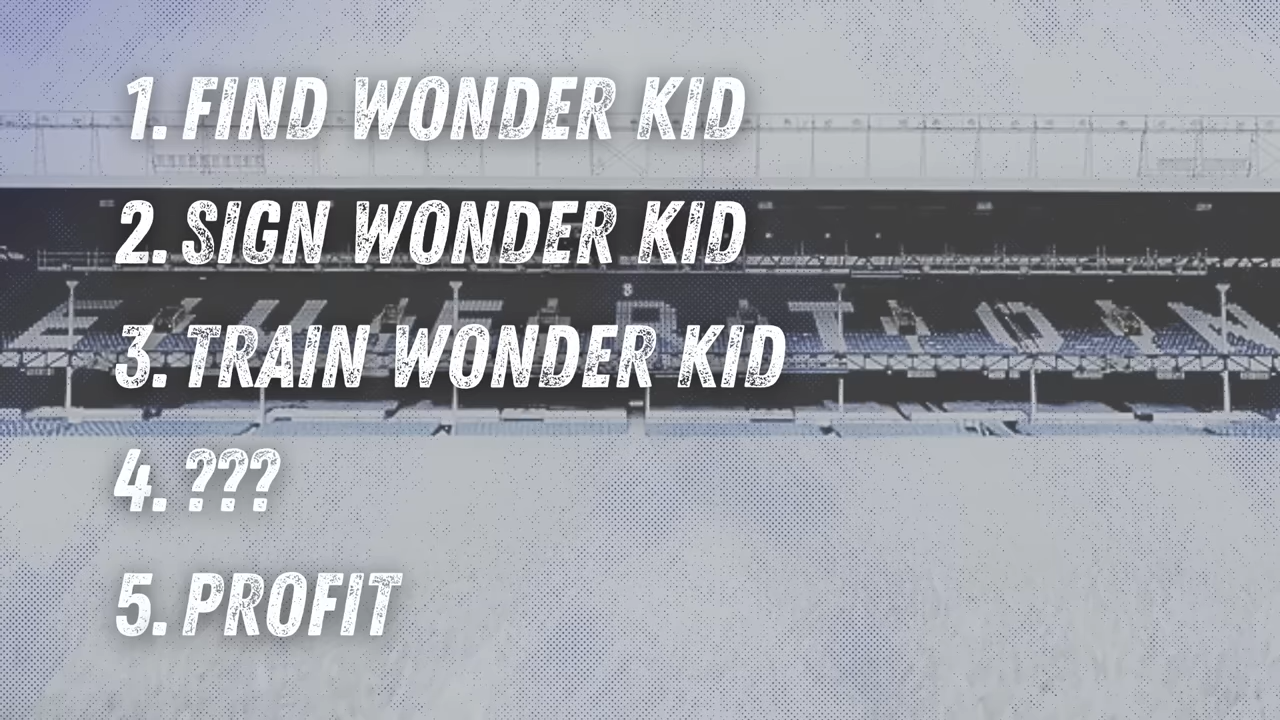 1. FIND WONDER KID
2. SIGN WONDER KID
3. TRAIN WONDER KID
4. ???
5. PROFIT